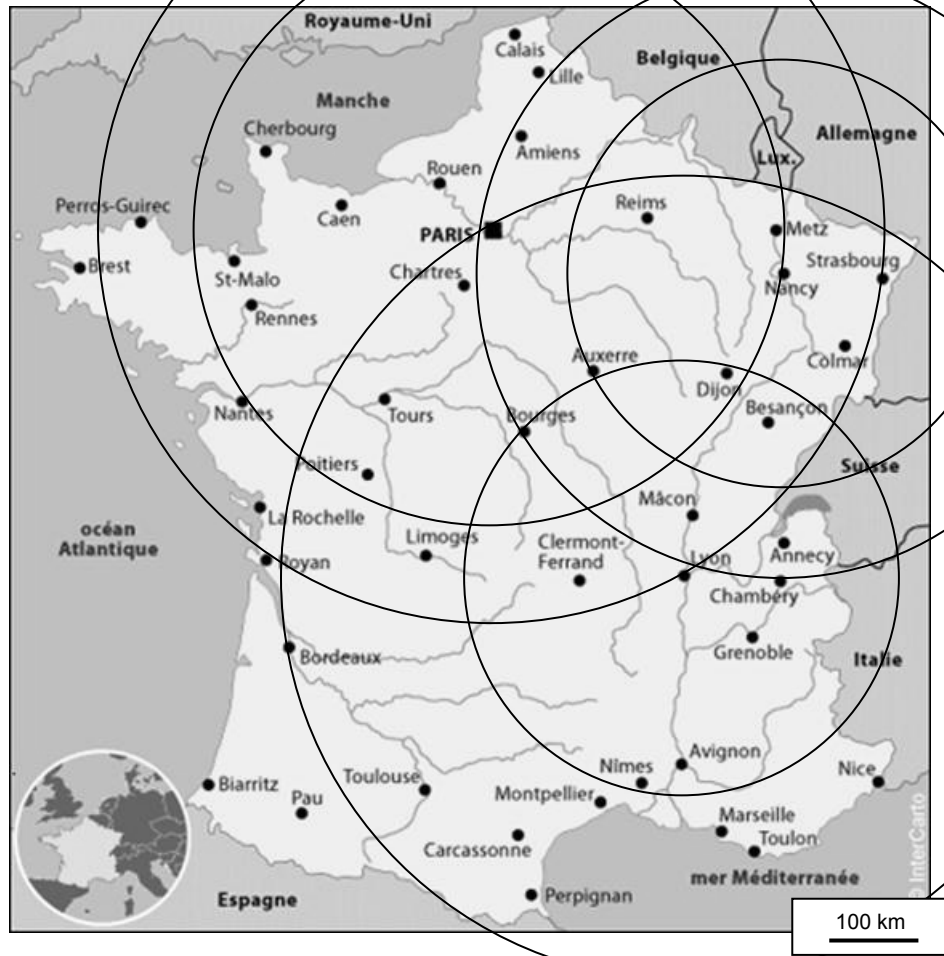 Royaume-Uni
Calais
Belgique
Lille
Manche
Allemagne
Cherbourg
Amiens
Lux.
Rouen
Perros-Guirec
Reims
Caen
PARIS
Metz
Strasbourg
Brest
St-Malo
Chartres
Nancy
Rennes
Auxerre
Colmar
Dijon
Nantes
Tours
Bourges
Besançon
Poitiers
Suisse
Mâcon
La Rochelle
océan
Atlantique
Limoges
Clermont-
Ferrand
Annecy
Royan
Lyon
Chambéry
Grenoble
Bordeaux
Italie
Avignon
Nîmes
Nice
Biarritz
Toulouse
Pau
Montpellier
Marseille
Toulon
Carcassonne
mer Méditerranée
Espagne
Perpignan
© InterCarto
100 km